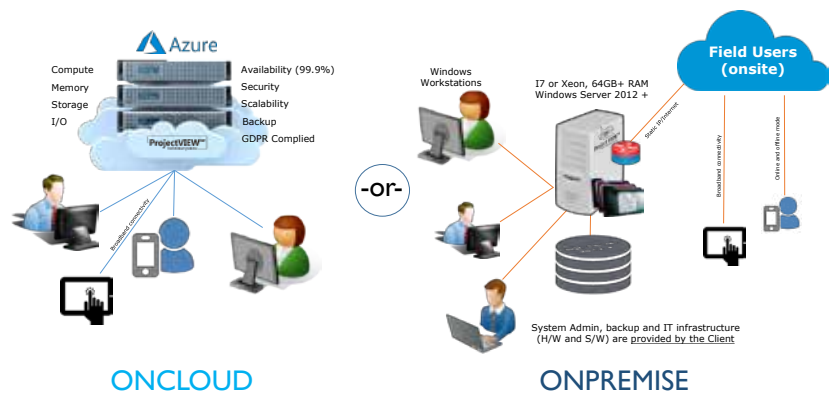 Azure
Compute
Memory
Storage
I/O
Availability (99.9%)
Security
Scalability
Backup
GDPR Complied
ProjectVIEW
Broadband connectivity
ONCLOUD
-or-
Windows
Workstations
I7 or Xeon, 64GB+ RAM
Windows Server 2012 +
Static IP/Internet
Field Users
(onsite)
Broadband connectivity
Online and offline mode
System Admin, backup and IT infrastructure
(H/W and S/W) are provided by the Client
ONPREMISE